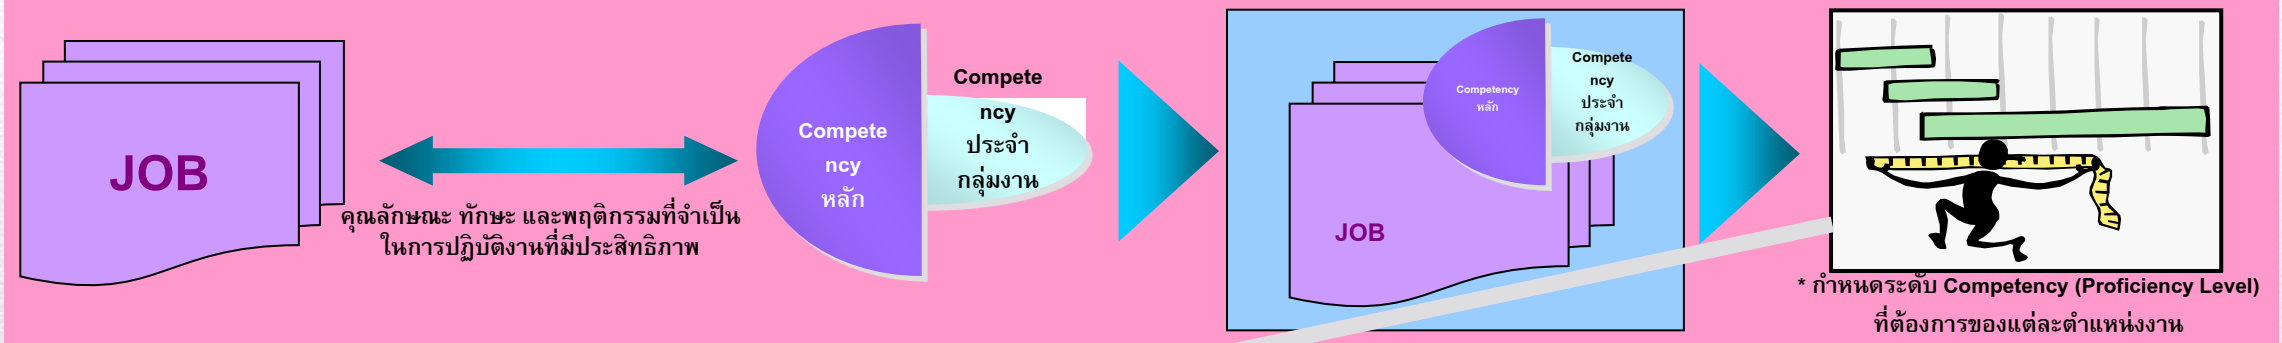 JOB
คุณลักษณะ ทักษะ และพฤติกรรมที่จำเป็น
ในการปฏิบัติงานที่มีประสิทธิภาพ
Compete
ncy
หลัก
Compete
ncy
ประจำ
กลุ่มงาน
JOB
Competency
หลัก
Compete
ncy
ประจำ
กลุ่มงาน
* กำหนดระดับ Competency (Proficiency Level)
ที่ต้องการของแต่ละตำแหน่งงาน